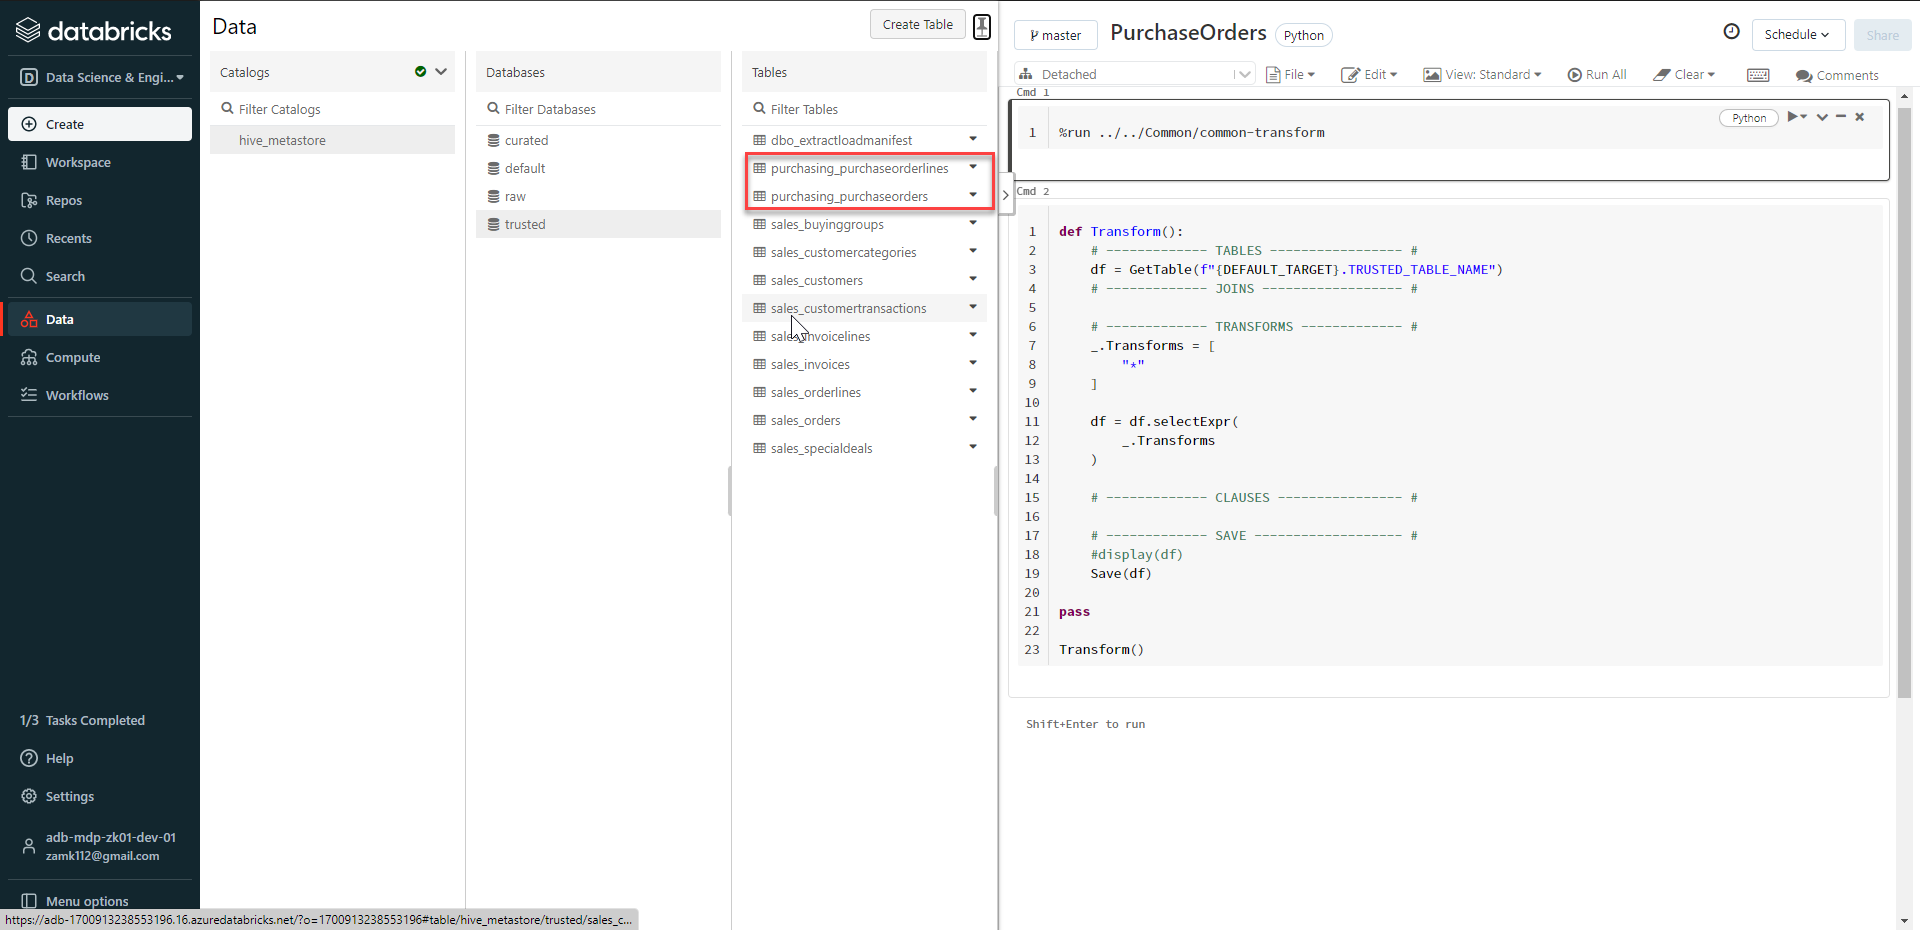 databricks
Data Science & Engi...
Create
Workspace
Repos
Recents
Search
Data
Compute
Workflows
1/3 Tasks Completed
Help
Settings
adb-mdp-zk01-dev-01
zamk112@gmail.com
Menu options
https://adb-1700913238553196.16.azuredatabricks.net/?o=1700913238553196#table/hive_metastore/trusted/sales_c...
Data
Create Table
Catalogs
Filter Catalogs
hive_metastore
Databases
Filter Databases
curated
default
raw
trusted
Tables
Filter Tables
dbo_extractloadmanifest
purchasing_purchaseorderlines
purchasing_purchaseorders
sales_buyinggroups
sales_customercategories
sales_customers
sales_customertransactions
sales_invoicelines
sales_invoices
sales_orderlines
sales_orders
sales_specialdeals
master
PurchaseOrders
Python
Schedule
Share
Detached
File
Edit
View: Standard
Run All
Clear
Comments
Cmd 1
Python
1 %run ../../Common/common-transform
Cmd 2
1 def Transform():
2 # ------------- TABLES ----------------- #
3 df = GetTable(f"{DEFAULT_TARGET}.TRUSTED_TABLE_NAME")
4 # ------------- JOINS ------------------ #
5
6 # ------------- TRANSFORMS ------------- #
7 _.Transforms = [
8 "*"
9 ]
10
11 df = df.selectExpr(
12 _.Transforms
13 )
14
15 # ------------- CLAUSES ---------------- #
16
17 # ------------- SAVE ------------------- #
18 #display(df)
19 Save(df)
20
21 pass
22
23 Transform()
Shift+Enter to run